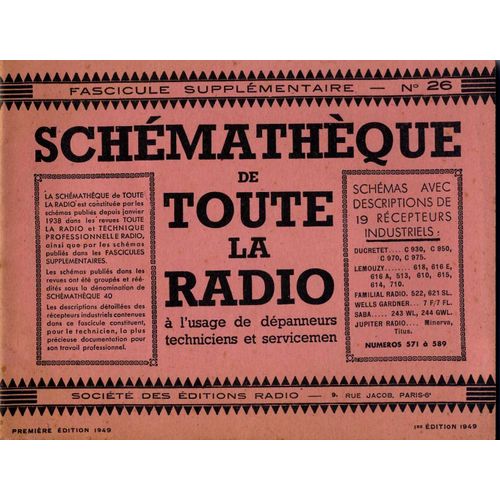 FASCICULE SUPPLÉMENTAIRE — No 26
SCHÉMATHÈQUE
DE
TOUTE
LA
RADIO
à l'usage de dépanneurs
techniciens et servicemen
LA SCHÉMATHÈQUE de TOUTE
LA RADIO est constituée par les
schémas publiés depuis janvier
1938 dans les revues TOUTE
LA RADIO et TECHNIQUE
PROFESSIONNELLE RADIO,
ainsi que par les schémas
publiés dans les FASCICULES
SUPPLÉMENTAIRES.
Les schémas publiés dans les
revues ont été groupés et réé-
dités sous la dénomination de
SCHÉMATHÈQUE 40
Les descriptions détaillées des
récepteurs industriels contenues
dans ce fascicule constituent,
pour le technicien, la plus
précieuse documentation pour
son travail professionnel.
SCHÉMAS AVEC
DESCRIPTIONS DE
19 RÉCEPTEURS
INDUSTRIELS :
DUCRETET.... C 930, C 950,
C 970, C 975.
LEMOUZY........ 618, 616 E,
616 A, 513, 610, 615,
614, 710.
FAMILIAL RADIO. 522, 621 SL.
WELLS GARDNER... 7 F/7 FL.
SABA..... 243 WL, 244 GWL.
JUPITER RADIO.... Minerva,
Titus.
NUMEROS 571 à 589
SOCIÉTÉ DES ÉDITIONS RADIO — 9, RUE JACOB, PARIS-6e
PREMIÈRE ÉDITION 1949
1re ÉDITION 1949